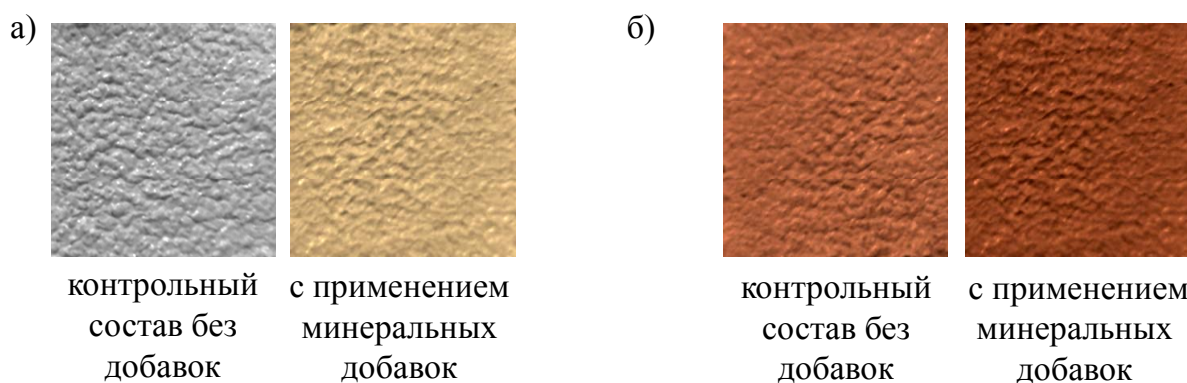 а)
контрольный
состав без
добавок
с применением
минеральных
добавок
б)
контрольный
состав без
добавок
с применением
минеральных
добавок